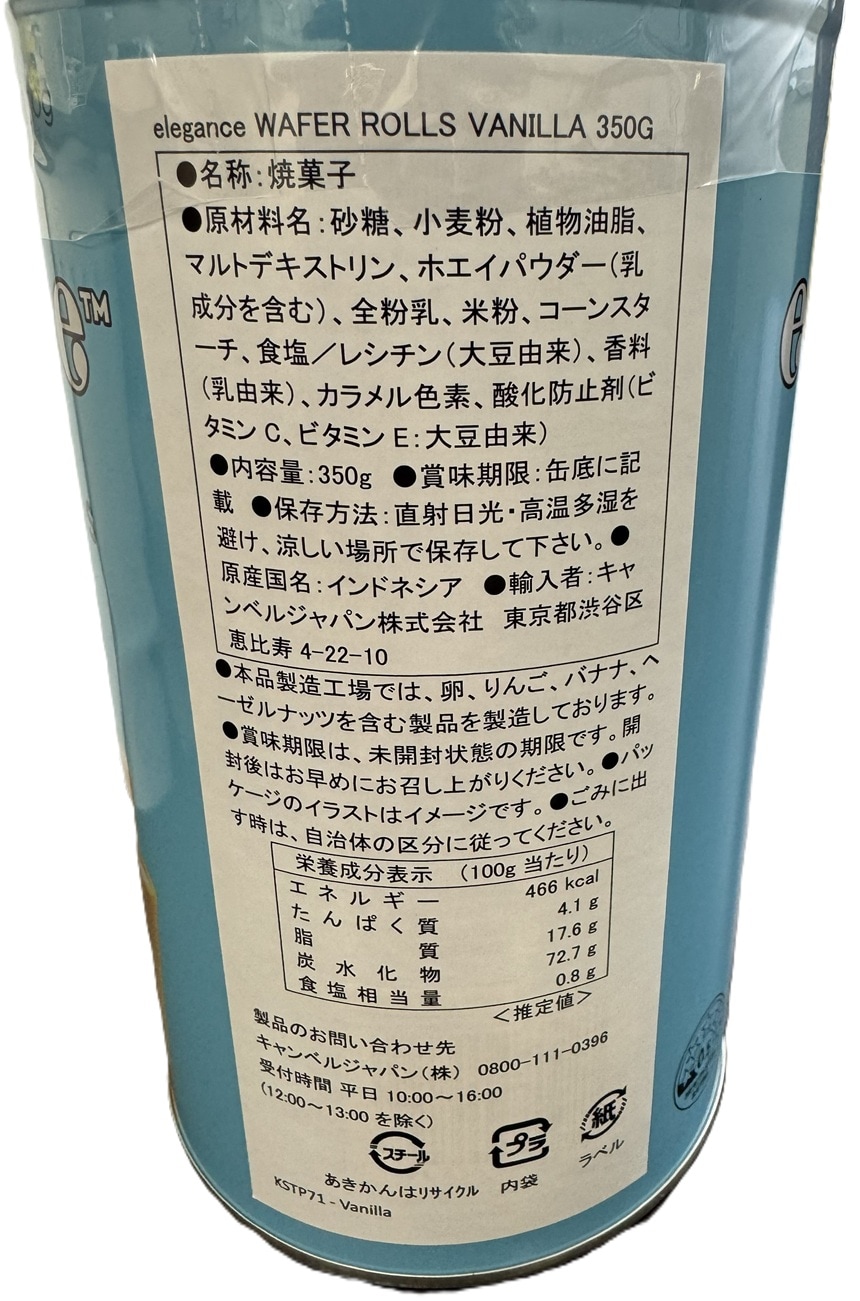 elegance WAFER ROLLS VANILLA 350G
●名称：焼菓子
●原材料名：砂糖、小麦粉、植物油脂、
マルトデキストリン、ホエイパウダー（乳
成分を含む）、全粉乳、米粉、コーンスタ
ーチ、食塩／レシチン（大豆由来）、香料
（乳由来）、カラメル色素、酸化防止剤（ビ
タミン C、ビタミン E：大豆由来）
●内容量：350g ●賞味期限：缶底に記
載 ●保存方法：直射日光・高温多湿を
避け、涼しい場所で保存して下さい。●
原産国名：インドネシア ●輸入者：キャ
ンベルジャパン株式会社 東京都渋谷区
恵比寿 4-22-10
●本品製造工場では、卵、りんご、バナナ、ヘ
ーゼルナッツを含む製品を製造しております。
●賞味期限は、未開封状態の期限です。開
封後はお早めにお召し上がりください。●パッ
ケージのイラストはイメージです。●ごみに出
す時は、自治体の区分に従ってください。
栄養成分表示 （100g 当たり）
エネルギー 466 kcal
たんぱく質 4.1 g
脂質 17.6 g
炭水化物 72.7 g
食塩相当量 0.8 g
＜推定値＞
製品のお問い合わせ先
キャンベルジャパン（株） 0800-111-0396
受付時間 平日 10:00～16:00
（12:00～13:00 を除く）
スチール プラ 紙
あきかんはリサイクル 内袋 ラベル
KSTP71 - Vanilla
e™
e